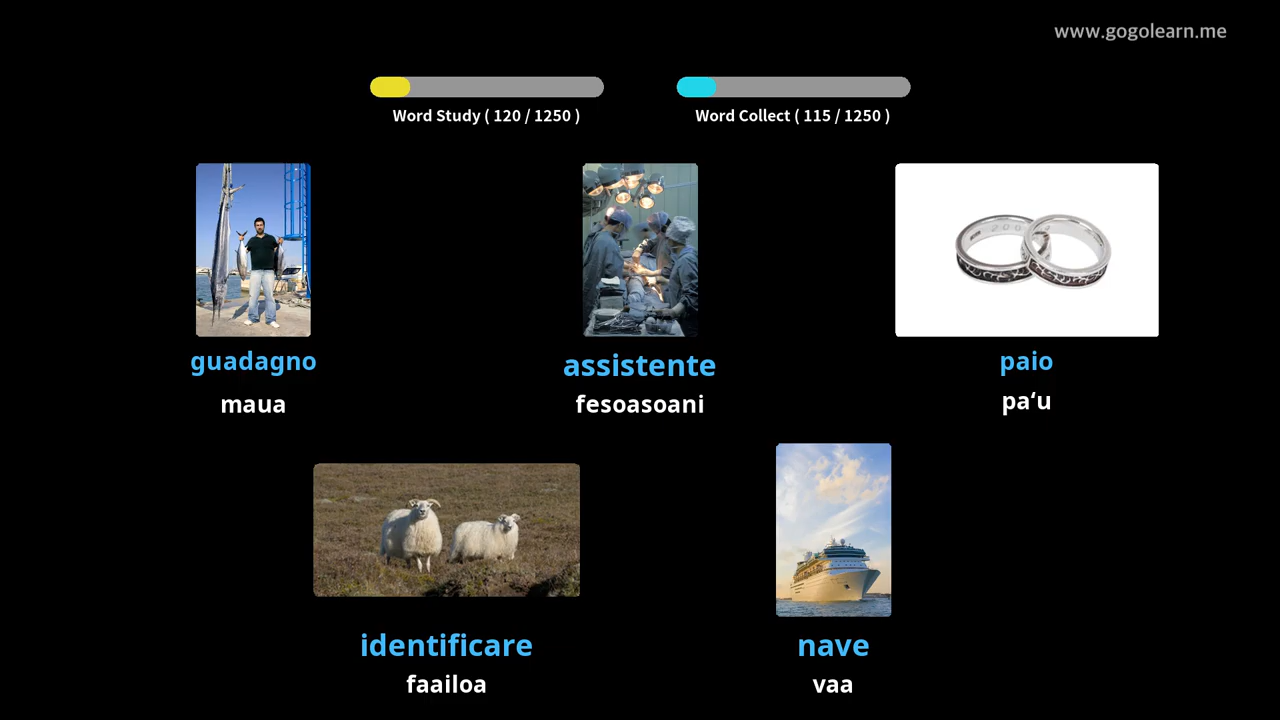 www.gogolearn.me
Word Study ( 120 / 1250 )
Word Collect ( 115 / 1250 )
guadagno
assistente
paio
maua
fesoasoani
paʻu
identificare
nave
faailoa
vaa